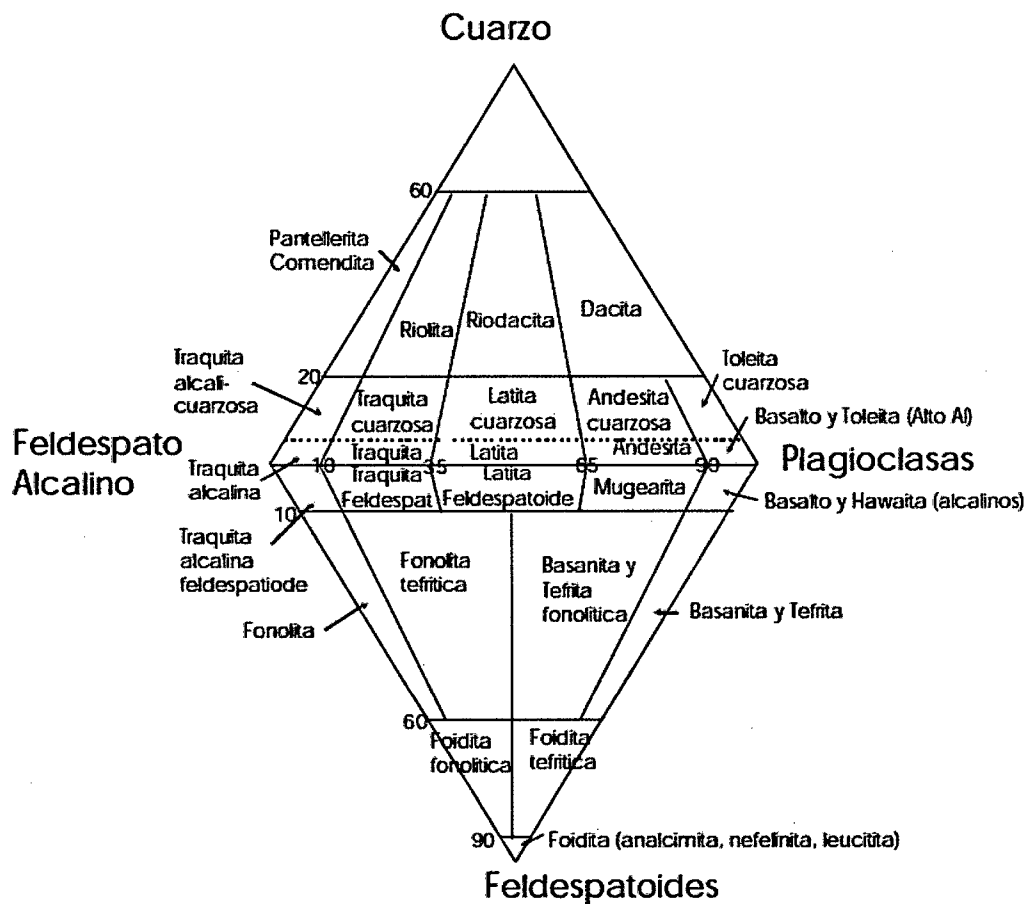 Cuarzo
60
Pantellerita
Comendita
Riolita
Riodacita
Dacita
Traquita
alcali-
cuarzosa
20
Traquita
cuarzosa
Latita
cuarzosa
Andesita
cuarzosa
Toleita
cuarzosa
Basalto y Toleita (Alto Al)
Feldespato
Alcalino
Traquita
Latita
Andesita
Plagioclasas
10
35
65
90
Traquita
alcalina
Traquita
Feldespat
Latita
Feldespatoide
Mugearita
Basalto y Hawaita (alcalinos)
10
Traquita
alcalina
feldespatiode
Fonolita
tefritica
Basanita y
Tefrita
fonolitica
Basanita y Tefrita
Fonolita
60
Foidita
fonolitica
Foidita
tefritica
90
Foidita (analcimita, nefelinita, leucitita)
Feldespatoides